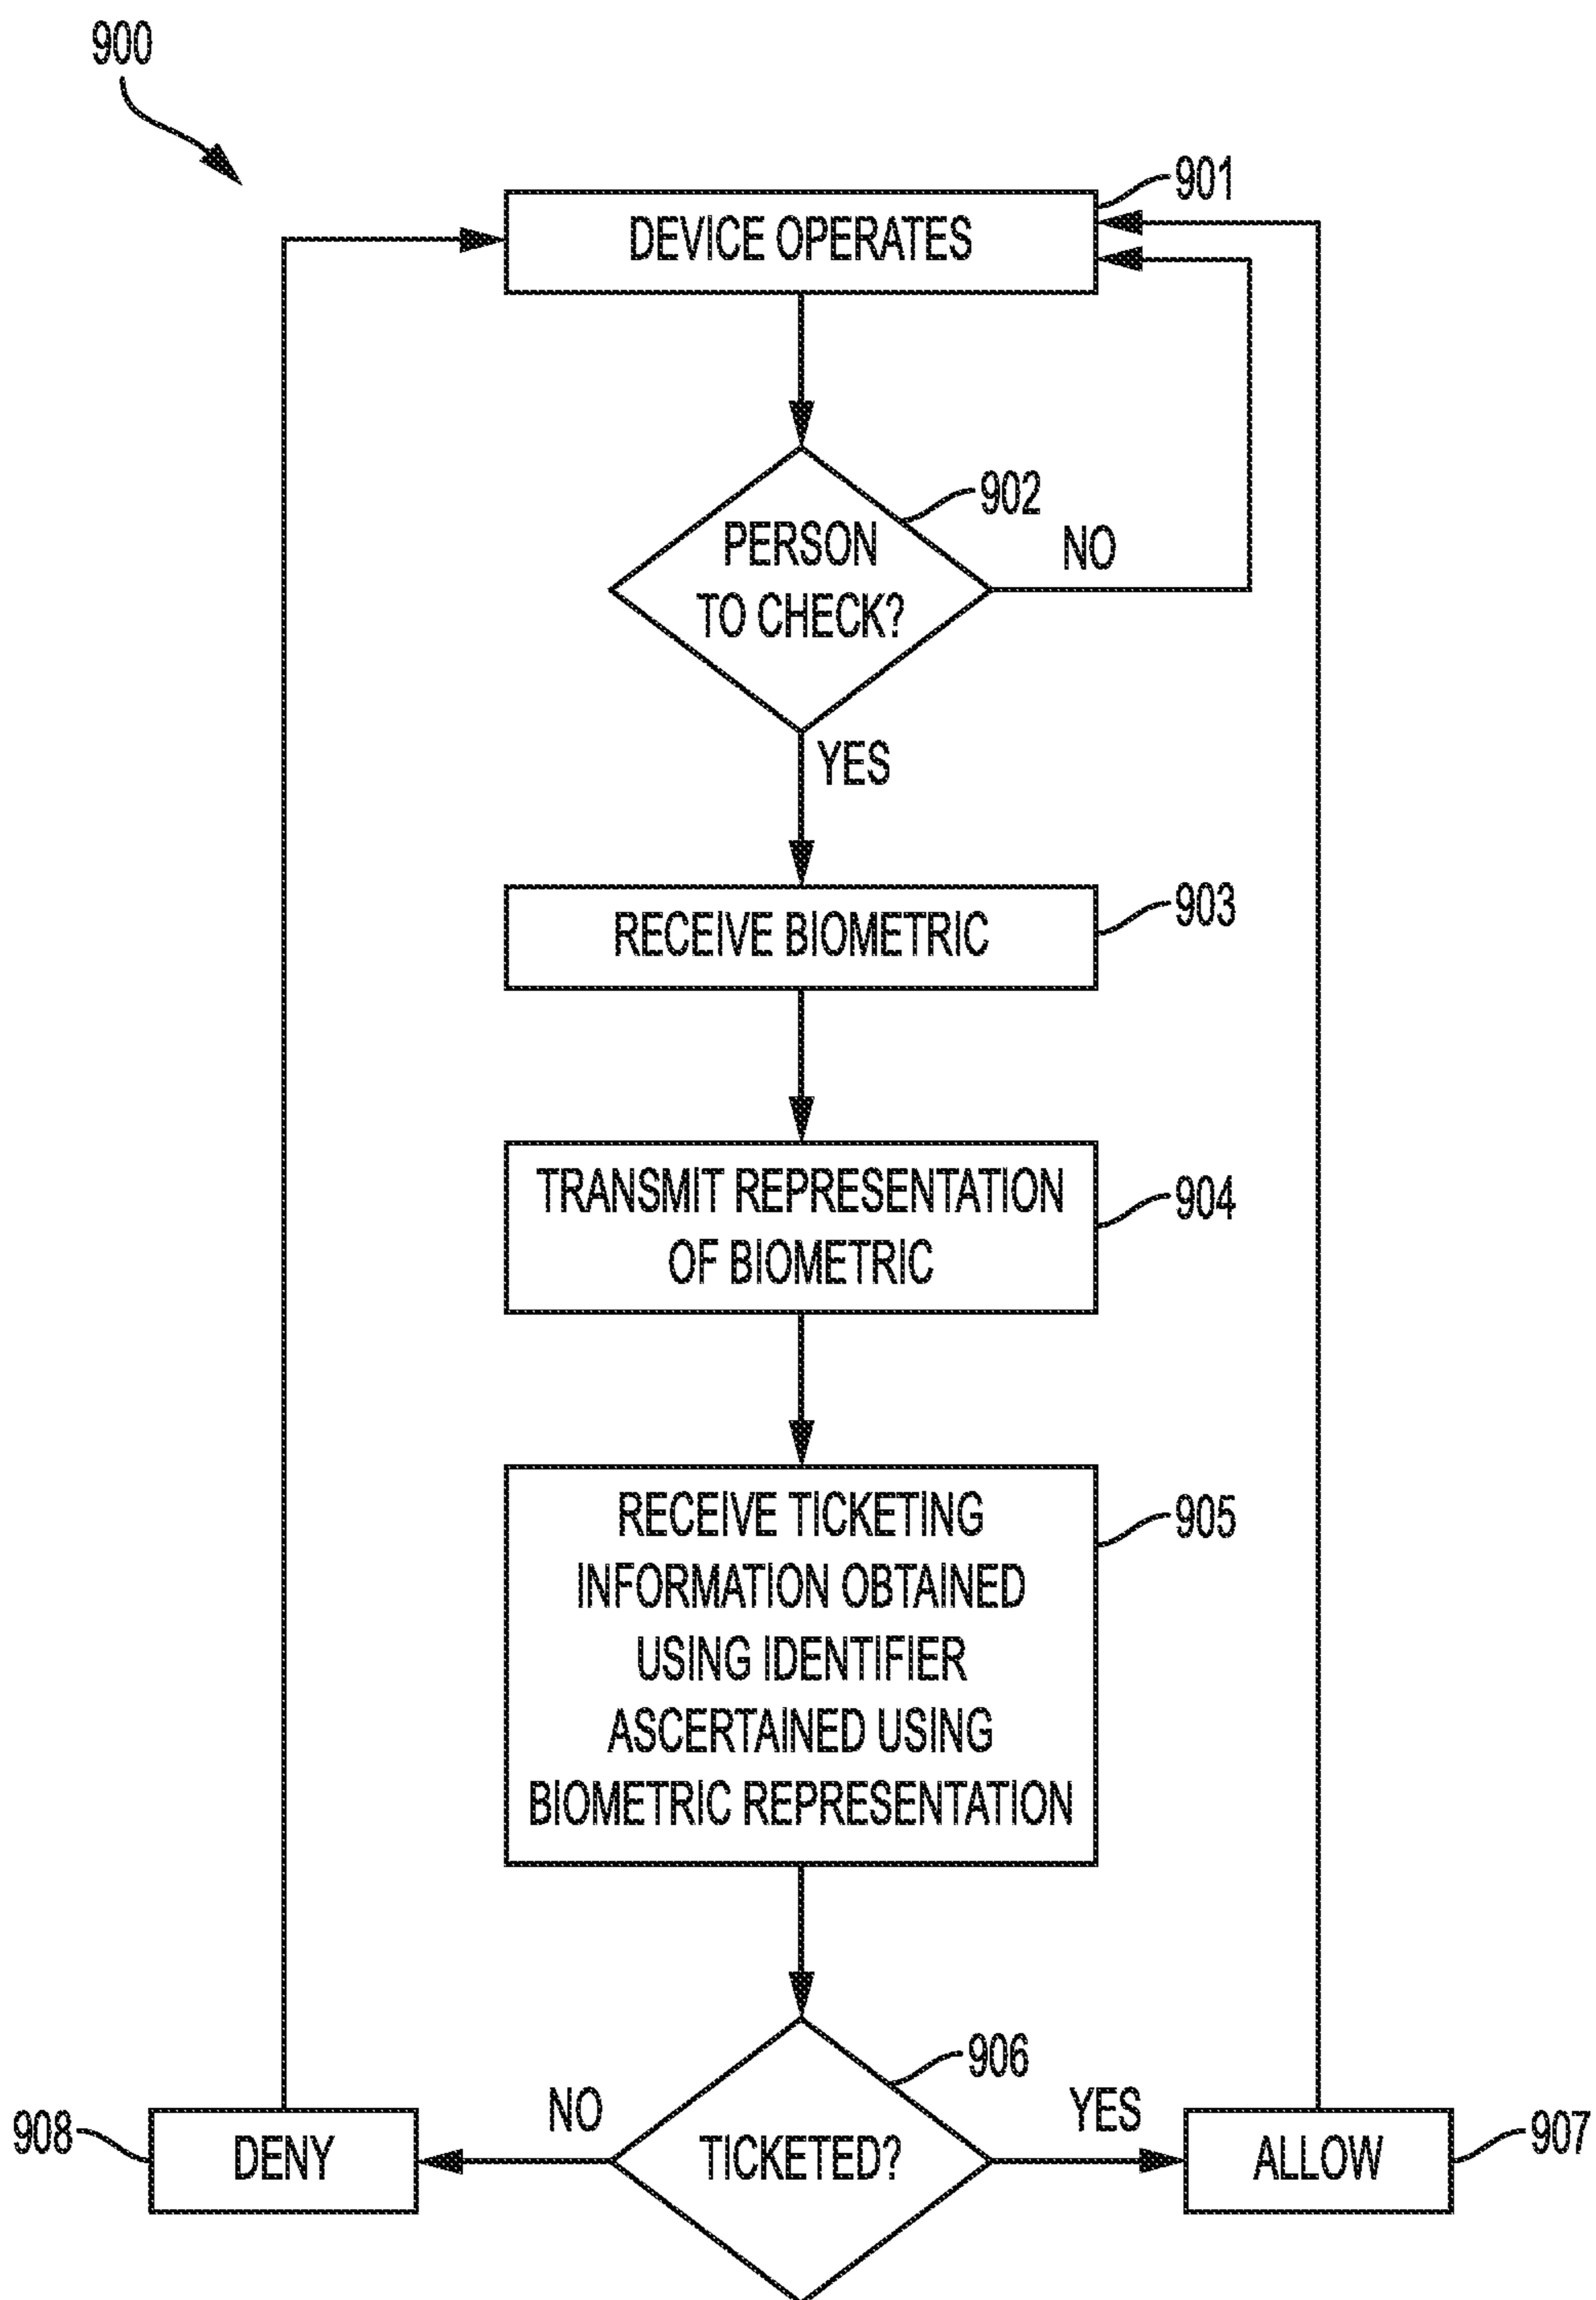 900
901
DEVICE OPERATES
902
PERSON
TO CHECK?
NO
YES
903
RECEIVE BIOMETRIC
TRANSMIT REPRESENTATION
OF BIOMETRIC
904
RECEIVE TICKETING
INFORMATION OBTAINED
USING IDENTIFIER
ASCERTAINED USING
BIOMETRIC REPRESENTATION
905
906
NO
YES
908
DENY
TICKETED?
ALLOW
907